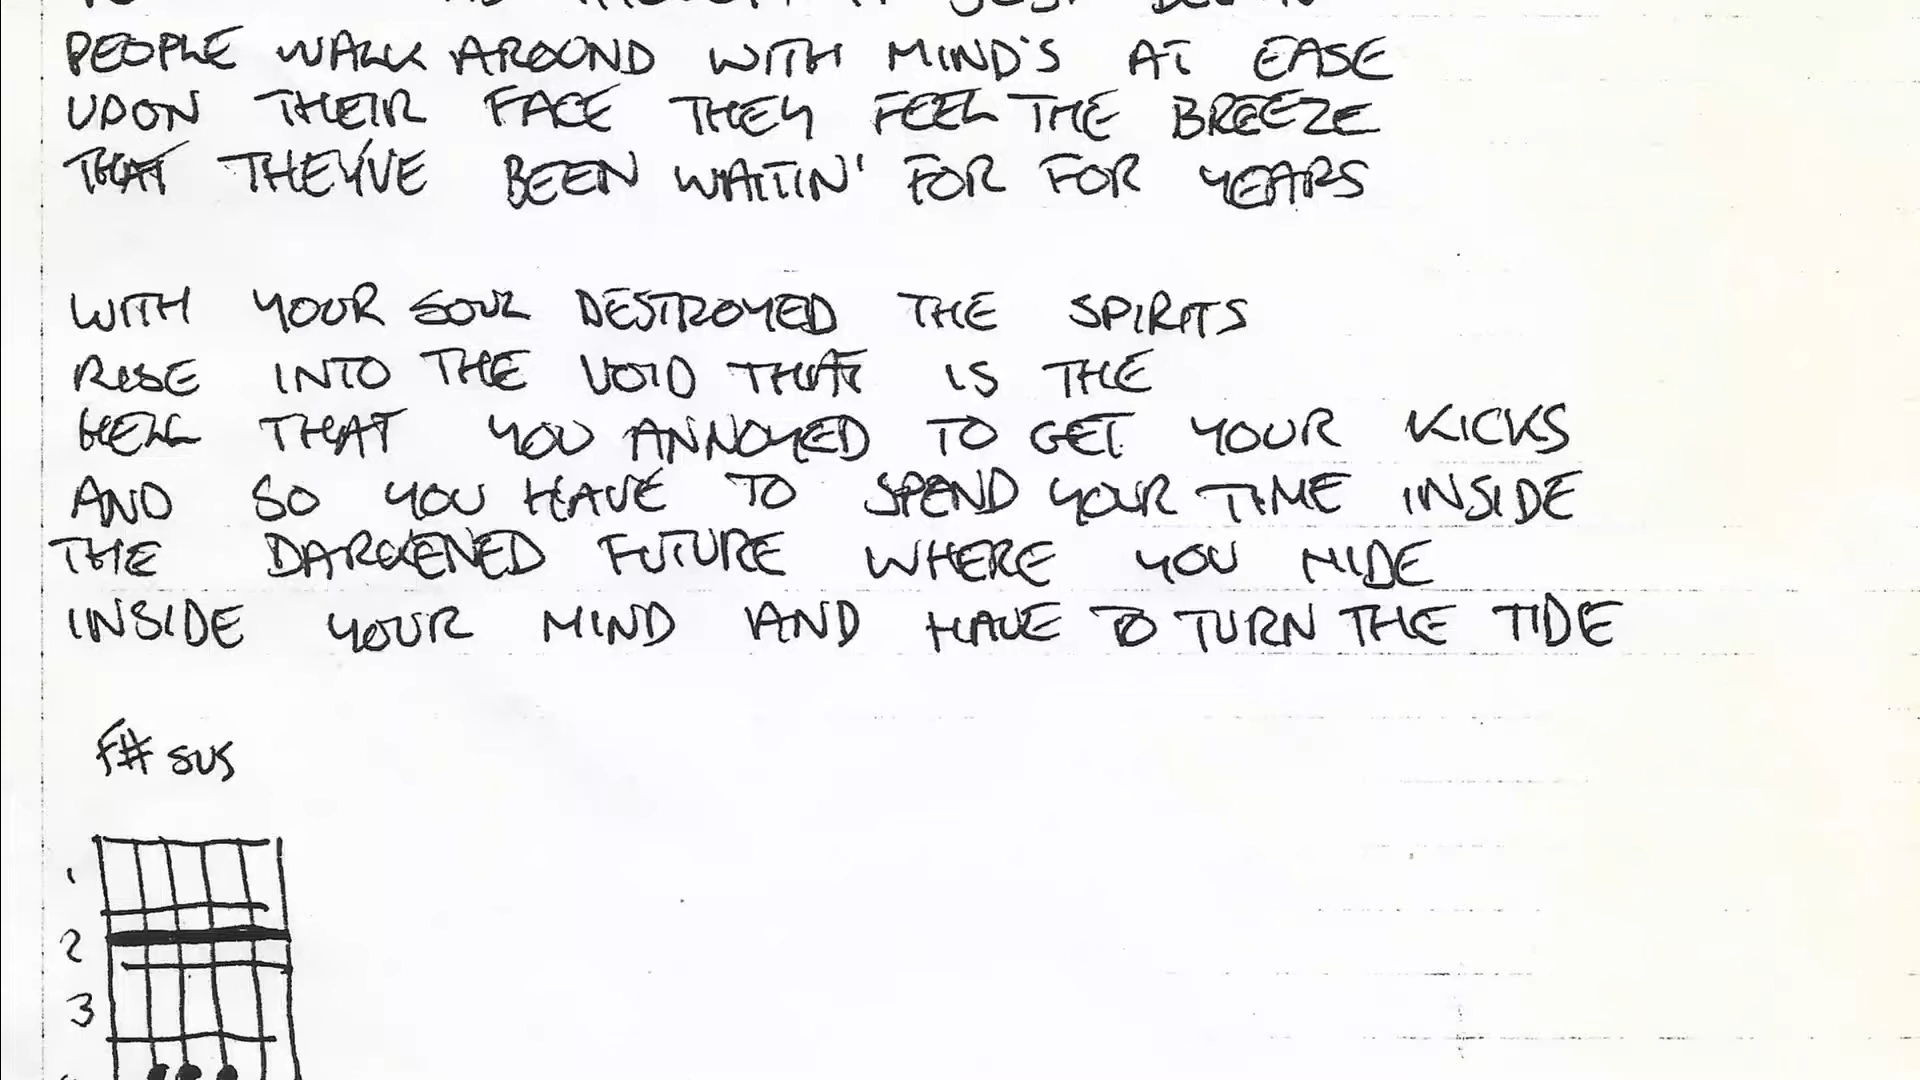 PEOPLE WALK AROUND WITH MIND'S AT EASE
UPON THEIR FACE THEY FEEL THE BREEZE
THAT THEY'VE BEEN WAITIN' FOR FOR YEARS
WITH YOUR SOUL DESTROYED THE SPIRITS
RISE INTO THE VOID THAT IS THE
HELL THAT YOU ANNOYED TO GET YOUR KICKS
AND SO YOU HAVE TO SPEND YOUR TIME INSIDE
THE DARKENED FUTURE WHERE YOU HIDE
INSIDE YOUR MIND AND HAVE TO TURN THE TIDE
F# SUS
1
2
3